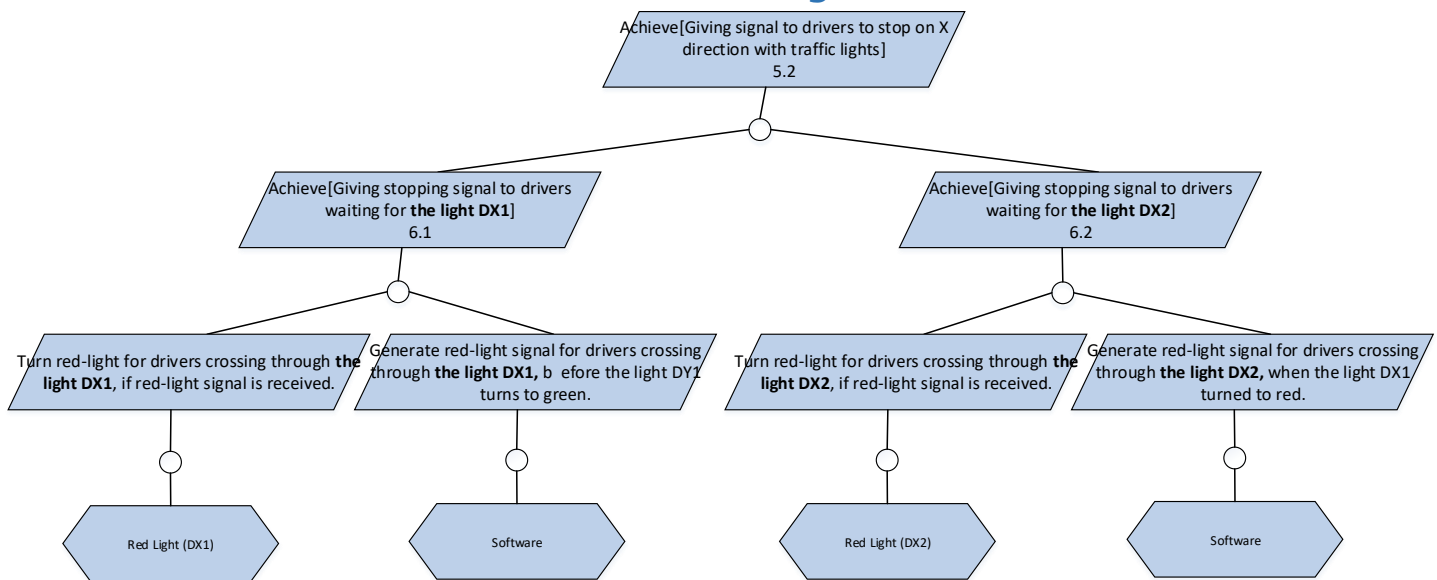 Achieve[Giving signal to drivers to stop on X
direction with traffic lights]
5.2
Achieve[Giving stopping signal to drivers
waiting for the light DX1]
6.1
Achieve[Giving stopping signal to drivers
waiting for the light DX2]
6.2
Turn red-light for drivers crossing through the
light DX1, if red-light signal is received.
Generate red-light signal for drivers crossing
through the light DX1, b efore the light DY1
turns to green.
Turn red-light for drivers crossing through the
light DX2, if red-light signal is received.
Generate red-light signal for drivers crossing
through the light DX2, when the light DX1
turned to red.
Red Light (DX1)
Software
Red Light (DX2)
Software